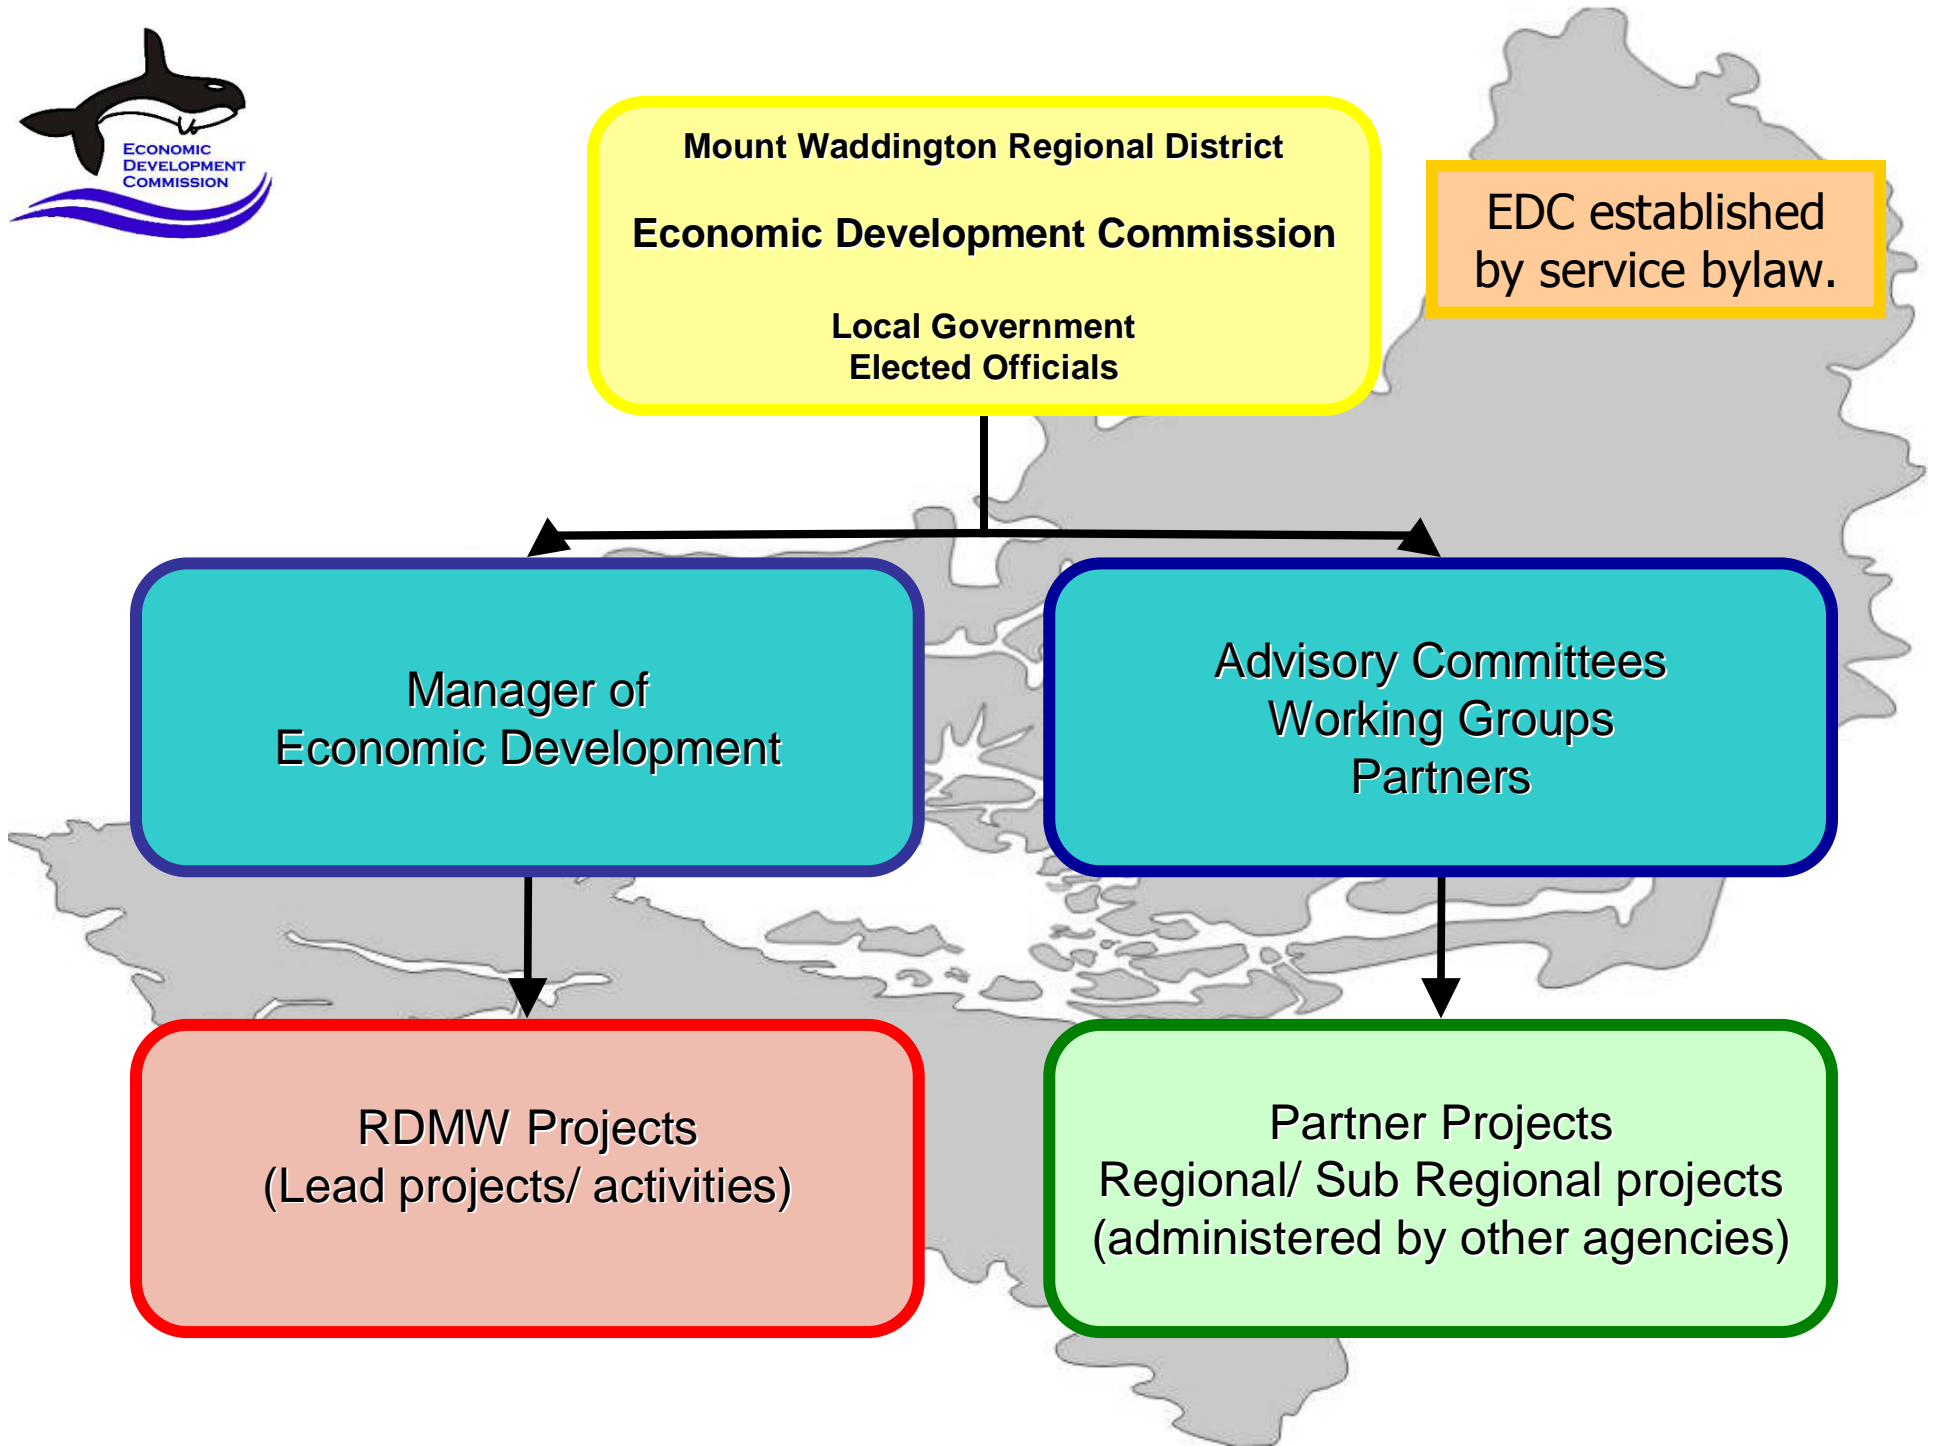 ECONOMIC
DEVELOPMENT
COMMISSION
Mount Waddington Regional District
Economic Development Commission
Local Government
Elected Officials
EDC established
by service bylaw.
Manager of
Economic Development
Advisory Committees
Working Groups
Partners
RDMW Projects
(Lead projects/ activities)
Partner Projects
Regional/ Sub Regional projects
(administered by other agencies)